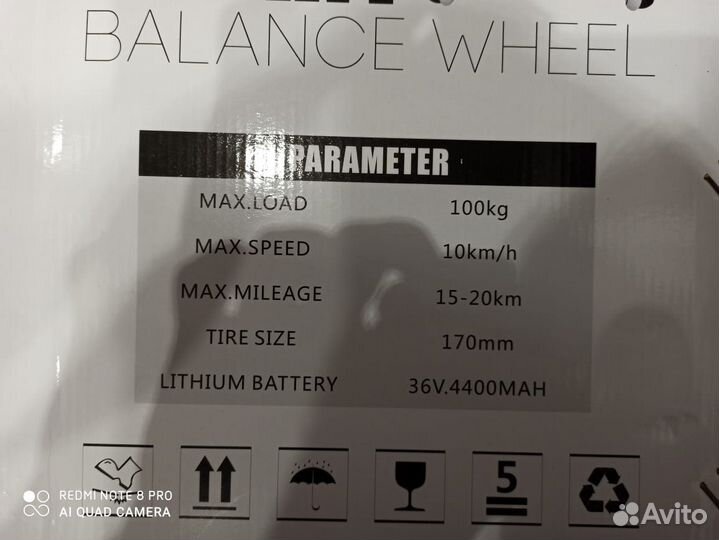 BALANCE WHEEL
PARAMETER
MAX.LOAD 100kg
MAX.SPEED 10km/h
MAX.MILEAGE 15-20km
TIRE SIZE 170mm
LITHIUM BATTERY 36V.4400MAH
5
REDMI NOTE 8 PRO
AI QUAD CAMERA
Avito